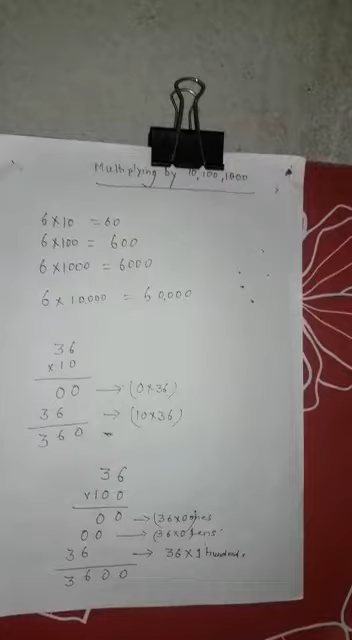 Multiplying by 10,100,1000
6×10 = 60
6×100 = 600
6×1000 = 6000
6×10,000 = 60,000
36
×10
00 → (0×36)
36 → (10×36)
360
36
×100
00 → (36×0 ones
00 → (36×0) tens
36 → 36×1 hundred.
3600